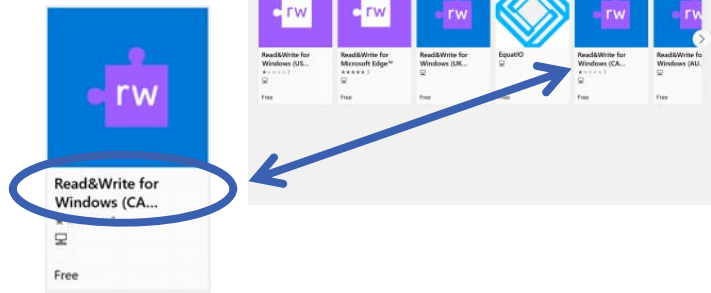 rw
Read&Write for
Windows (CA...
Free
rw
Read&Write for
Windows (US...
Free
rw
Read&Write for
Microsoft Edge™
3
Free
rw
Read&Write for
Windows (UK...
Free
EquatIO
Free
rw
Read&Write for
Windows (CA...
Free
rw
Read&Write for
Windows (AU...
Free